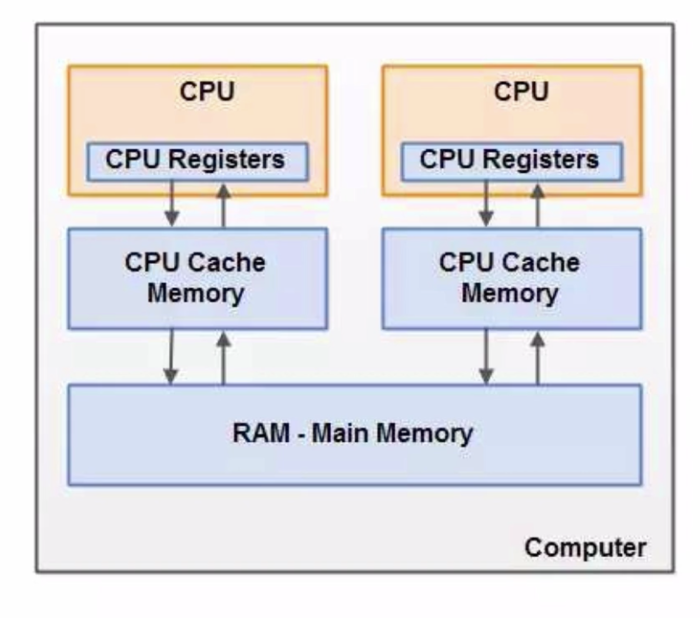 CPU
CPU Registers
CPU Cache
Memory
CPU
CPU Registers
CPU Cache
Memory
RAM - Main Memory
Computer